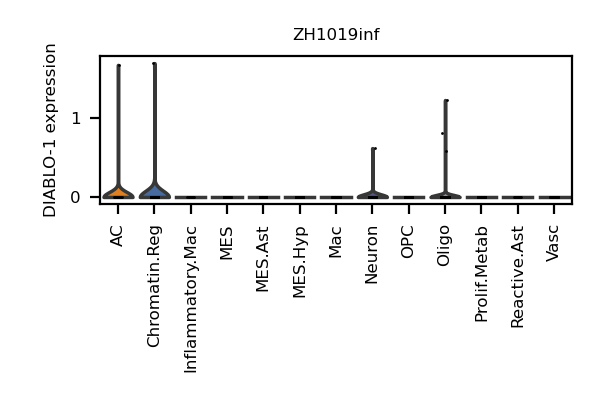 ZH1019inf
DIABLO-1 expression
1
0
AC
Chromatin.Reg
Inflammatory.Mac
MES
MES.Ast
MES.Hyp
Mac
Neuron
OPC
Oligo
Prolif.Metab
Reactive.Ast
Vasc